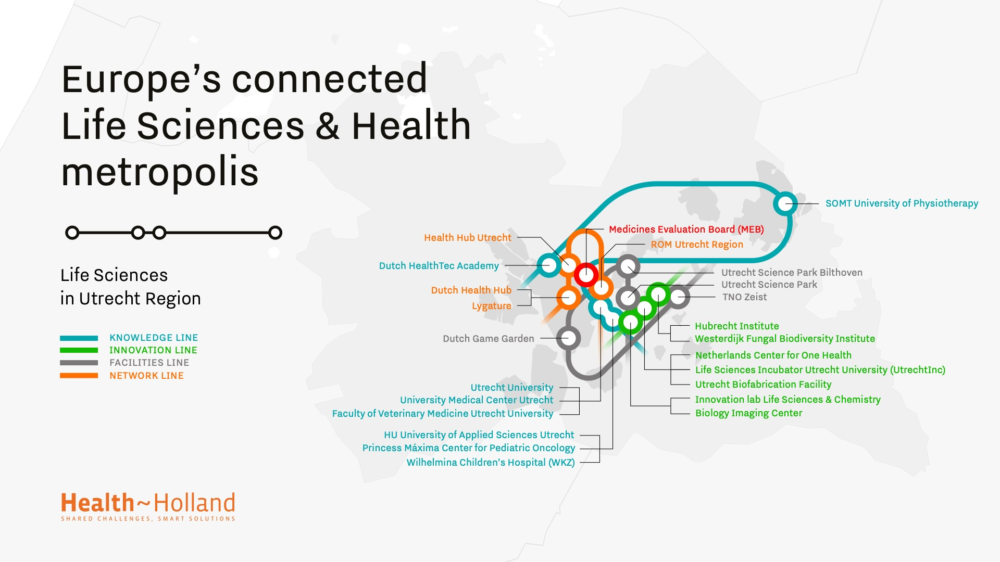 Europe’s connected
Life Sciences & Health
metropolis
Life Sciences
in Utrecht Region
KNOWLEDGE LINE
INNOVATION LINE
FACILITIES LINE
NETWORK LINE
Health~Holland
SHARED CHALLENGES, SMART SOLUTIONS
Health Hub Utrecht
Dutch HealthTec Academy
Dutch Health Hub
Lygature
Dutch Game Garden
Utrecht University
University Medical Center Utrecht
Faculty of Veterinary Medicine Utrecht University
HU University of Applied Sciences Utrecht
Princess Máxima Center for Pediatric Oncology
Wilhelmina Children’s Hospital (WKZ)
SOMT University of Physiotherapy
Medicines Evaluation Board (MEB)
ROM Utrecht Region
Utrecht Science Park Bilthoven
Utrecht Science Park
TNO Zeist
Hubrecht Institute
Westerdijk Fungal Biodiversity Institute
Netherlands Center for One Health
Life Sciences Incubator Utrecht University (UtrechtInc)
Utrecht Biofabrication Facility
Innovation lab Life Sciences & Chemistry
Biology Imaging Center